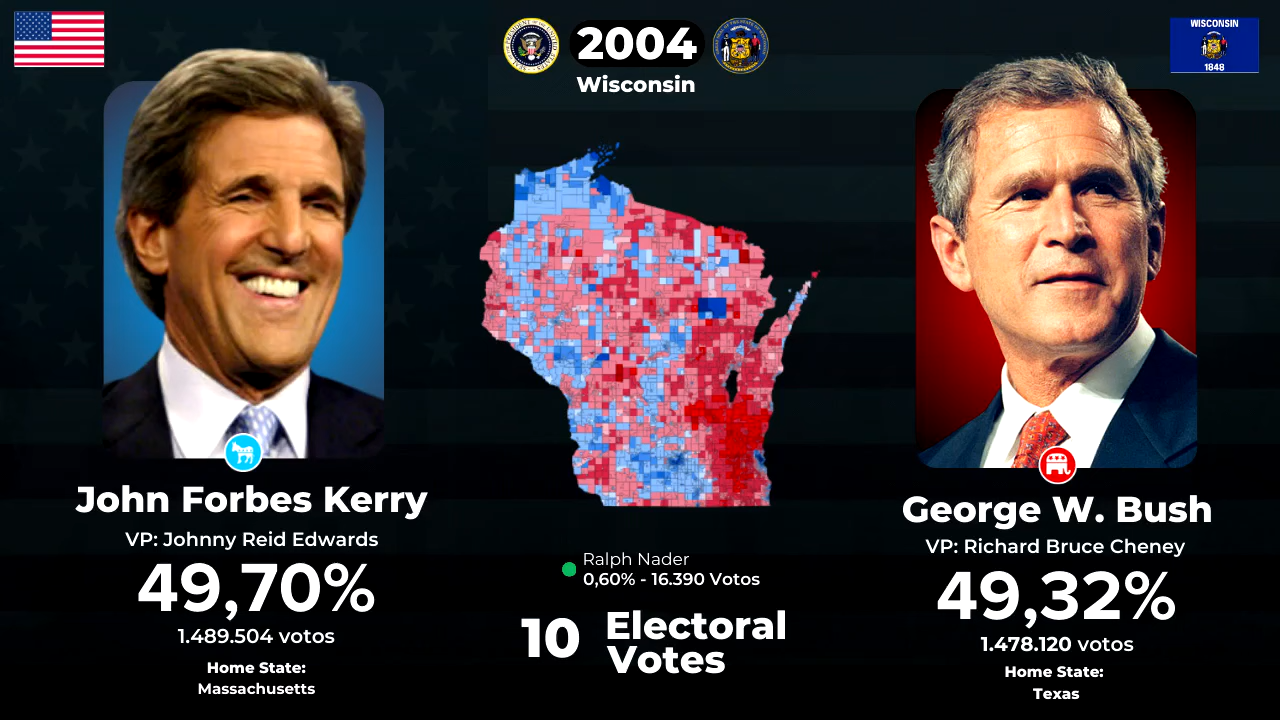 2004
Wisconsin
WISCONSIN
1848
John Forbes Kerry
VP: Johnny Reid Edwards
49,70%
1.489.504 votos
Home State:
Massachusetts
Ralph Nader
0,60% - 16.390 Votos
10 Electoral
Votes
George W. Bush
VP: Richard Bruce Cheney
49,32%
1.478.120 votos
Home State:
Texas